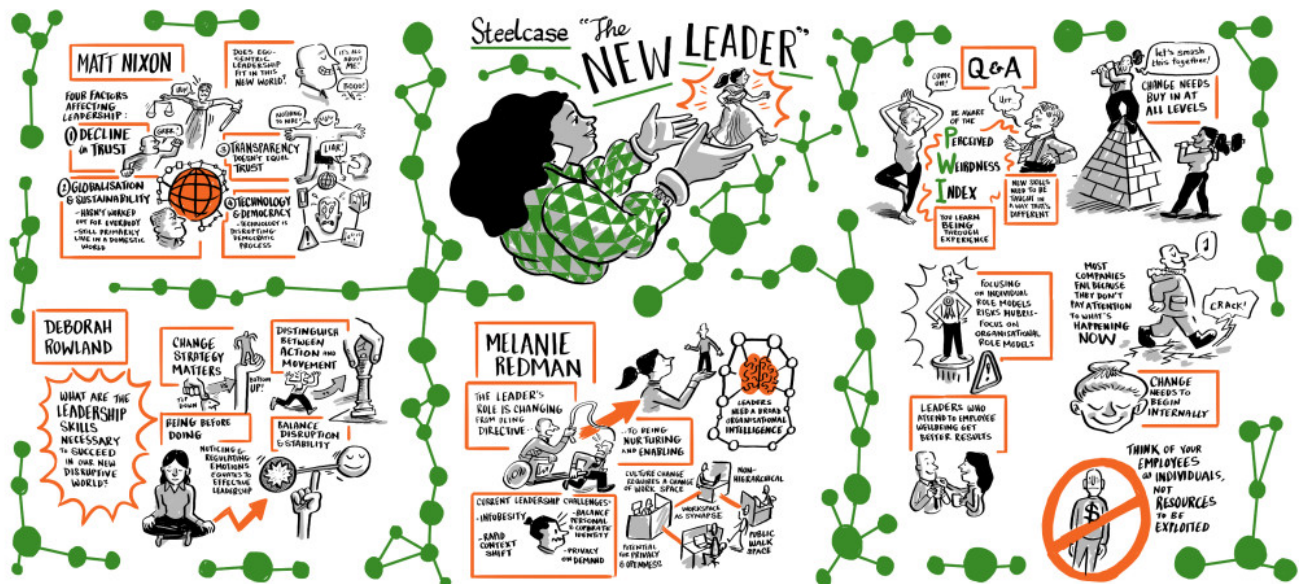 Steelcase "The
NEW LEADER"
MATT NIXON
FOUR FACTORS
AFFECTING
LEADERSHIP:
① DECLINE
in TRUST
GRRR!
② GLOBALISATION
& SUSTAINABILITY
-HASN'T WORKED
OUT FOR EVERYBODY
-STILL PRIMARILY
LIVE IN A DOMESTIC
WORLD
DOES EGO-
CENTRIC
LEADERSHIP
FIT IN THIS
NEW WORLD?
IT'S ALL
ABOUT
ME!
BOOO!
NOTHING
TO HIDE!
③ TRANSPARENCY
DOESN'T EQUAL
TRUST
LIAR!
④ TECHNOLOGY
& DEMOCRACY
-TECHNOLOGY IS
DISRUPTING
DEMOCRATIC
PROCESS
DEBORAH
ROWLAND
WHAT ARE THE
LEADERSHIP
SKILLS
NECESSARY
TO SUCCEED
IN OUR NEW
DISRUPTIVE
WORLD?
CHANGE
STRATEGY
MATTERS
TOP
DOWN
BOTTOM
UP!
DISTINGUISH
BETWEEN
ACTION AND
MOVEMENT
BEING BEFORE
DOING
NOTICING &
REGULATING
EMOTIONS
EQUATES TO
EFFECTIVE
LEADERSHIP
BALANCE
DISRUPTION
& STABILITY
MELANIE
REDMAN
THE LEADER'S
ROLE IS CHANGING
FROM BEING
DIRECTIVE...
...TO BEING
NURTURING
AND ENABLING
LEADERS
NEED A BROAD
ORGANISATIONAL
INTELLIGENCE
CURRENT LEADERSHIP CHALLENGES:
-INFOBESITY
-RAPID
CONTEXT
SHIFT
-BALANCE
PERSONAL
& CORPORATE
IDENTITY
-PRIVACY
ON DEMAND
CULTURE CHANGE
REQUIRES A CHANGE
OF WORK SPACE
NON-
HIERARCHICAL
WORKSPACE
AS SYNAPSE
POTENTIAL
FOR PRIVACY
& OPENNESS
PUBLIC
WALK
SPACE
Q&A
COME
ON!
BE AWARE
OF THE
PERCEIVED
WEIRDNESS
INDEX
YOU LEARN
BEING
THROUGH
EXPERIENCE
NEW SKILLS
NEED TO BE
TAUGHT IN
A WAY THAT'S
DIFFERENT
let's smash
this together!
CHANGE NEEDS
BUY IN AT
ALL LEVELS
FOCUSING
ON INDIVIDUAL
ROLE MODELS
RISKS HUBRIS-
FOCUS ON
ORGANISATIONAL
ROLE MODELS
MOST
COMPANIES
FAIL BECAUSE
THEY DON'T
PAY ATTENTION
TO WHAT'S
HAPPENING
NOW
CRACK!
LEADERS WHO
ATTEND TO EMPLOYEE
WELLBEING GET
BETTER RESULTS
CHANGE
NEEDS TO
BEGIN
INTERNALLY
THINK OF YOUR
EMPLOYEES
as INDIVIDUALS,
NOT
RESOURCES
TO BE
EXPLOITED
$